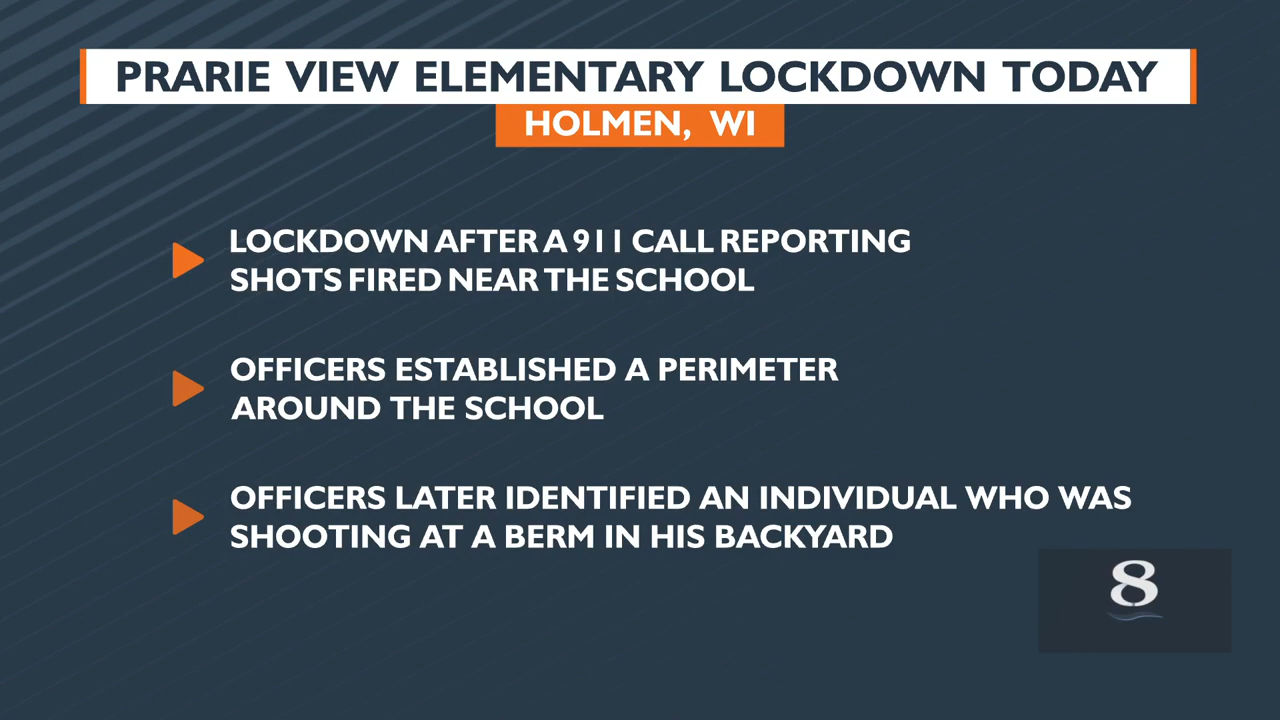 PRARIE VIEW ELEMENTARY LOCKDOWN TODAY
HOLMEN, WI
LOCKDOWN AFTER A 911 CALL REPORTING
SHOTS FIRED NEAR THE SCHOOL
OFFICERS ESTABLISHED A PERIMETER
AROUND THE SCHOOL
OFFICERS LATER IDENTIFIED AN INDIVIDUAL WHO WAS
SHOOTING AT A BERM IN HIS BACKYARD
8